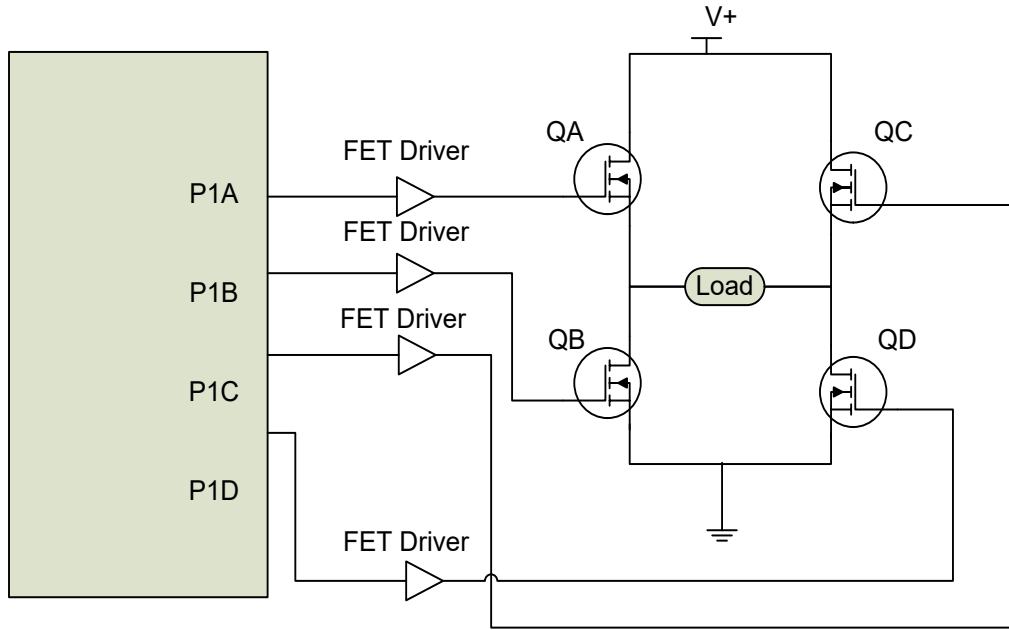 V+
QA
QC
FET Driver
P1A
FET Driver
P1B
Load
FET Driver
QB
QD
P1C
P1D
FET Driver